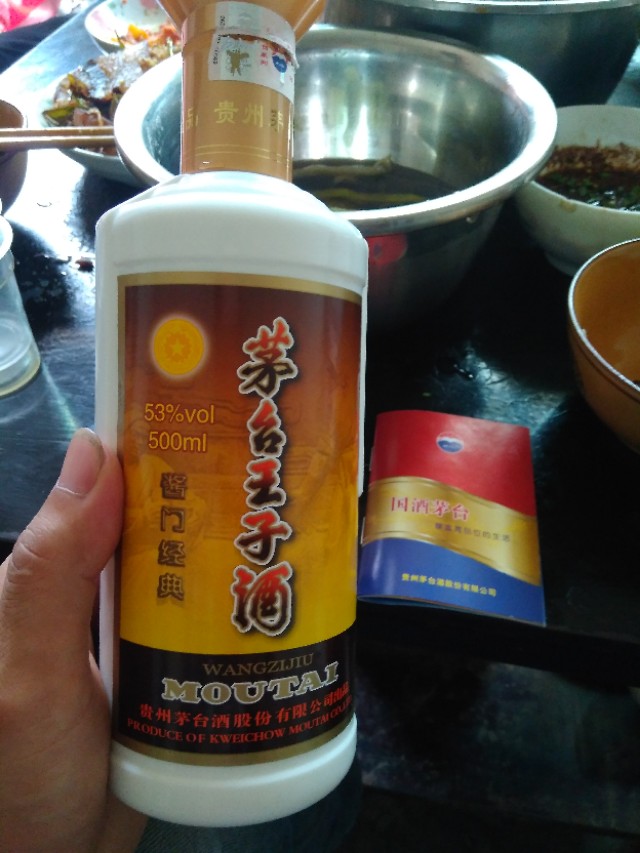 贵州茅
53%vol
500ml
酱门经典
茅台王子酒
WANGZIJIU
MOUTAI
贵州茅台酒股份有限公司出品
PRODUCE OF KWEICHOW MOUTAI CO.,
国酒茅台
贵州茅台酒股份有限公司